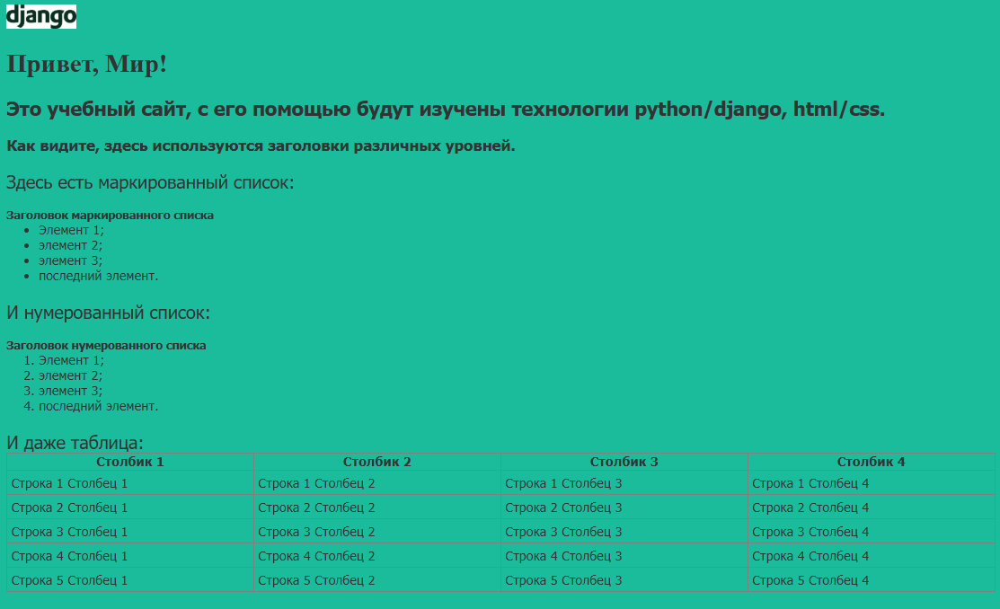 django
Привет, Мир!
Это учебный сайт, с его помощью будут изучены технологии python/django, html/css.
Как видите, здесь используются заголовки различных уровней.
Здесь есть маркированный список:
Заголовок маркированного списка
• Элемент 1;
• элемент 2;
• элемент 3;
• последний элемент.
И нумерованный список:
Заголовок нумерованного списка
1. Элемент 1;
2. элемент 2;
3. элемент 3;
4. последний элемент.
И даже таблица:
Столбик 1 Столбик 2 Столбик 3 Столбик 4
Строка 1 Столбец 1 Строка 1 Столбец 2 Строка 1 Столбец 3 Строка 1 Столбец 4
Строка 2 Столбец 1 Строка 2 Столбец 2 Строка 2 Столбец 3 Строка 2 Столбец 4
Строка 3 Столбец 1 Строка 3 Столбец 2 Строка 3 Столбец 3 Строка 3 Столбец 4
Строка 4 Столбец 1 Строка 4 Столбец 2 Строка 4 Столбец 3 Строка 4 Столбец 4
Строка 5 Столбец 1 Строка 5 Столбец 2 Строка 5 Столбец 3 Строка 5 Столбец 4